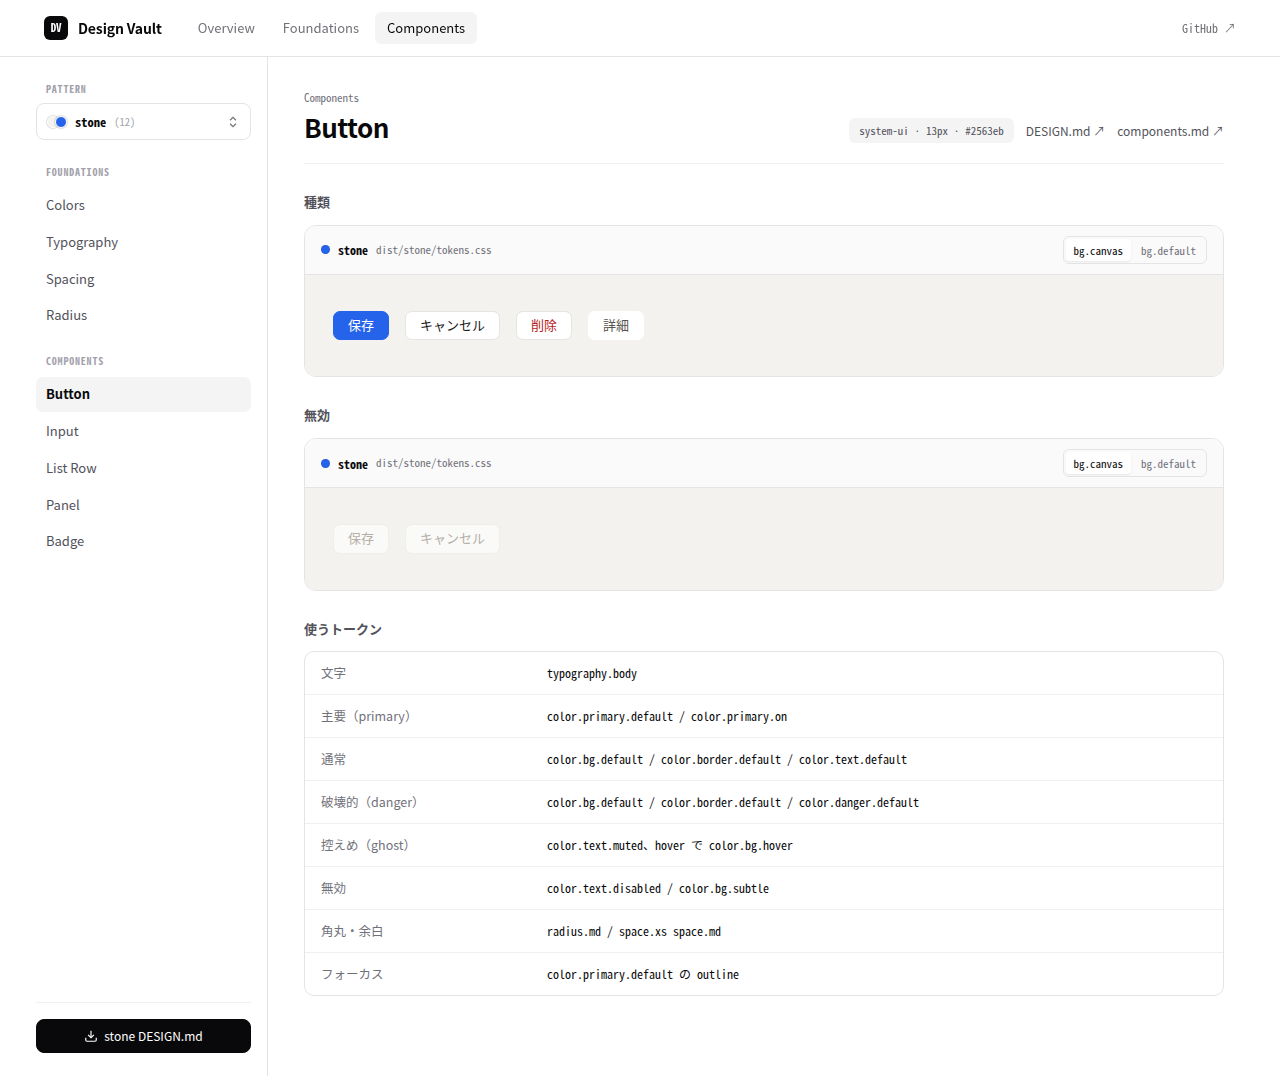 DV Design Vault Overview Foundations Components GitHub ↗
PATTERN
stone (12)
FOUNDATIONS
Colors
Typography
Spacing
Radius
COMPONENTS
Button
Input
List Row
Panel
Badge
stone DESIGN.md
Components
Button
system-ui · 13px · #2563eb DESIGN.md ↗ components.md ↗
種類
stone dist/stone/tokens.css bg.canvas bg.default
保存 キャンセル 削除 詳細
無効
stone dist/stone/tokens.css bg.canvas bg.default
保存 キャンセル
使うトークン
文字 typography.body
主要（primary） color.primary.default / color.primary.on
通常 color.bg.default / color.border.default / color.text.default
破壊的（danger） color.bg.default / color.border.default / color.danger.default
控えめ（ghost） color.text.muted、hover で color.bg.hover
無効 color.text.disabled / color.bg.subtle
角丸・余白 radius.md / space.xs space.md
フォーカス color.primary.default の outline